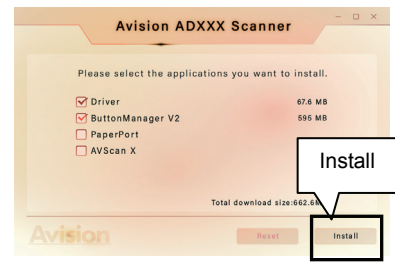 Avision ADXXX Scanner
Please select the applications you want to install.
Driver 67.6 MB
ButtonManager V2 595 MB
PaperPort
AVScan X
Install
Total download size:662.6M
Avision
Reset Install